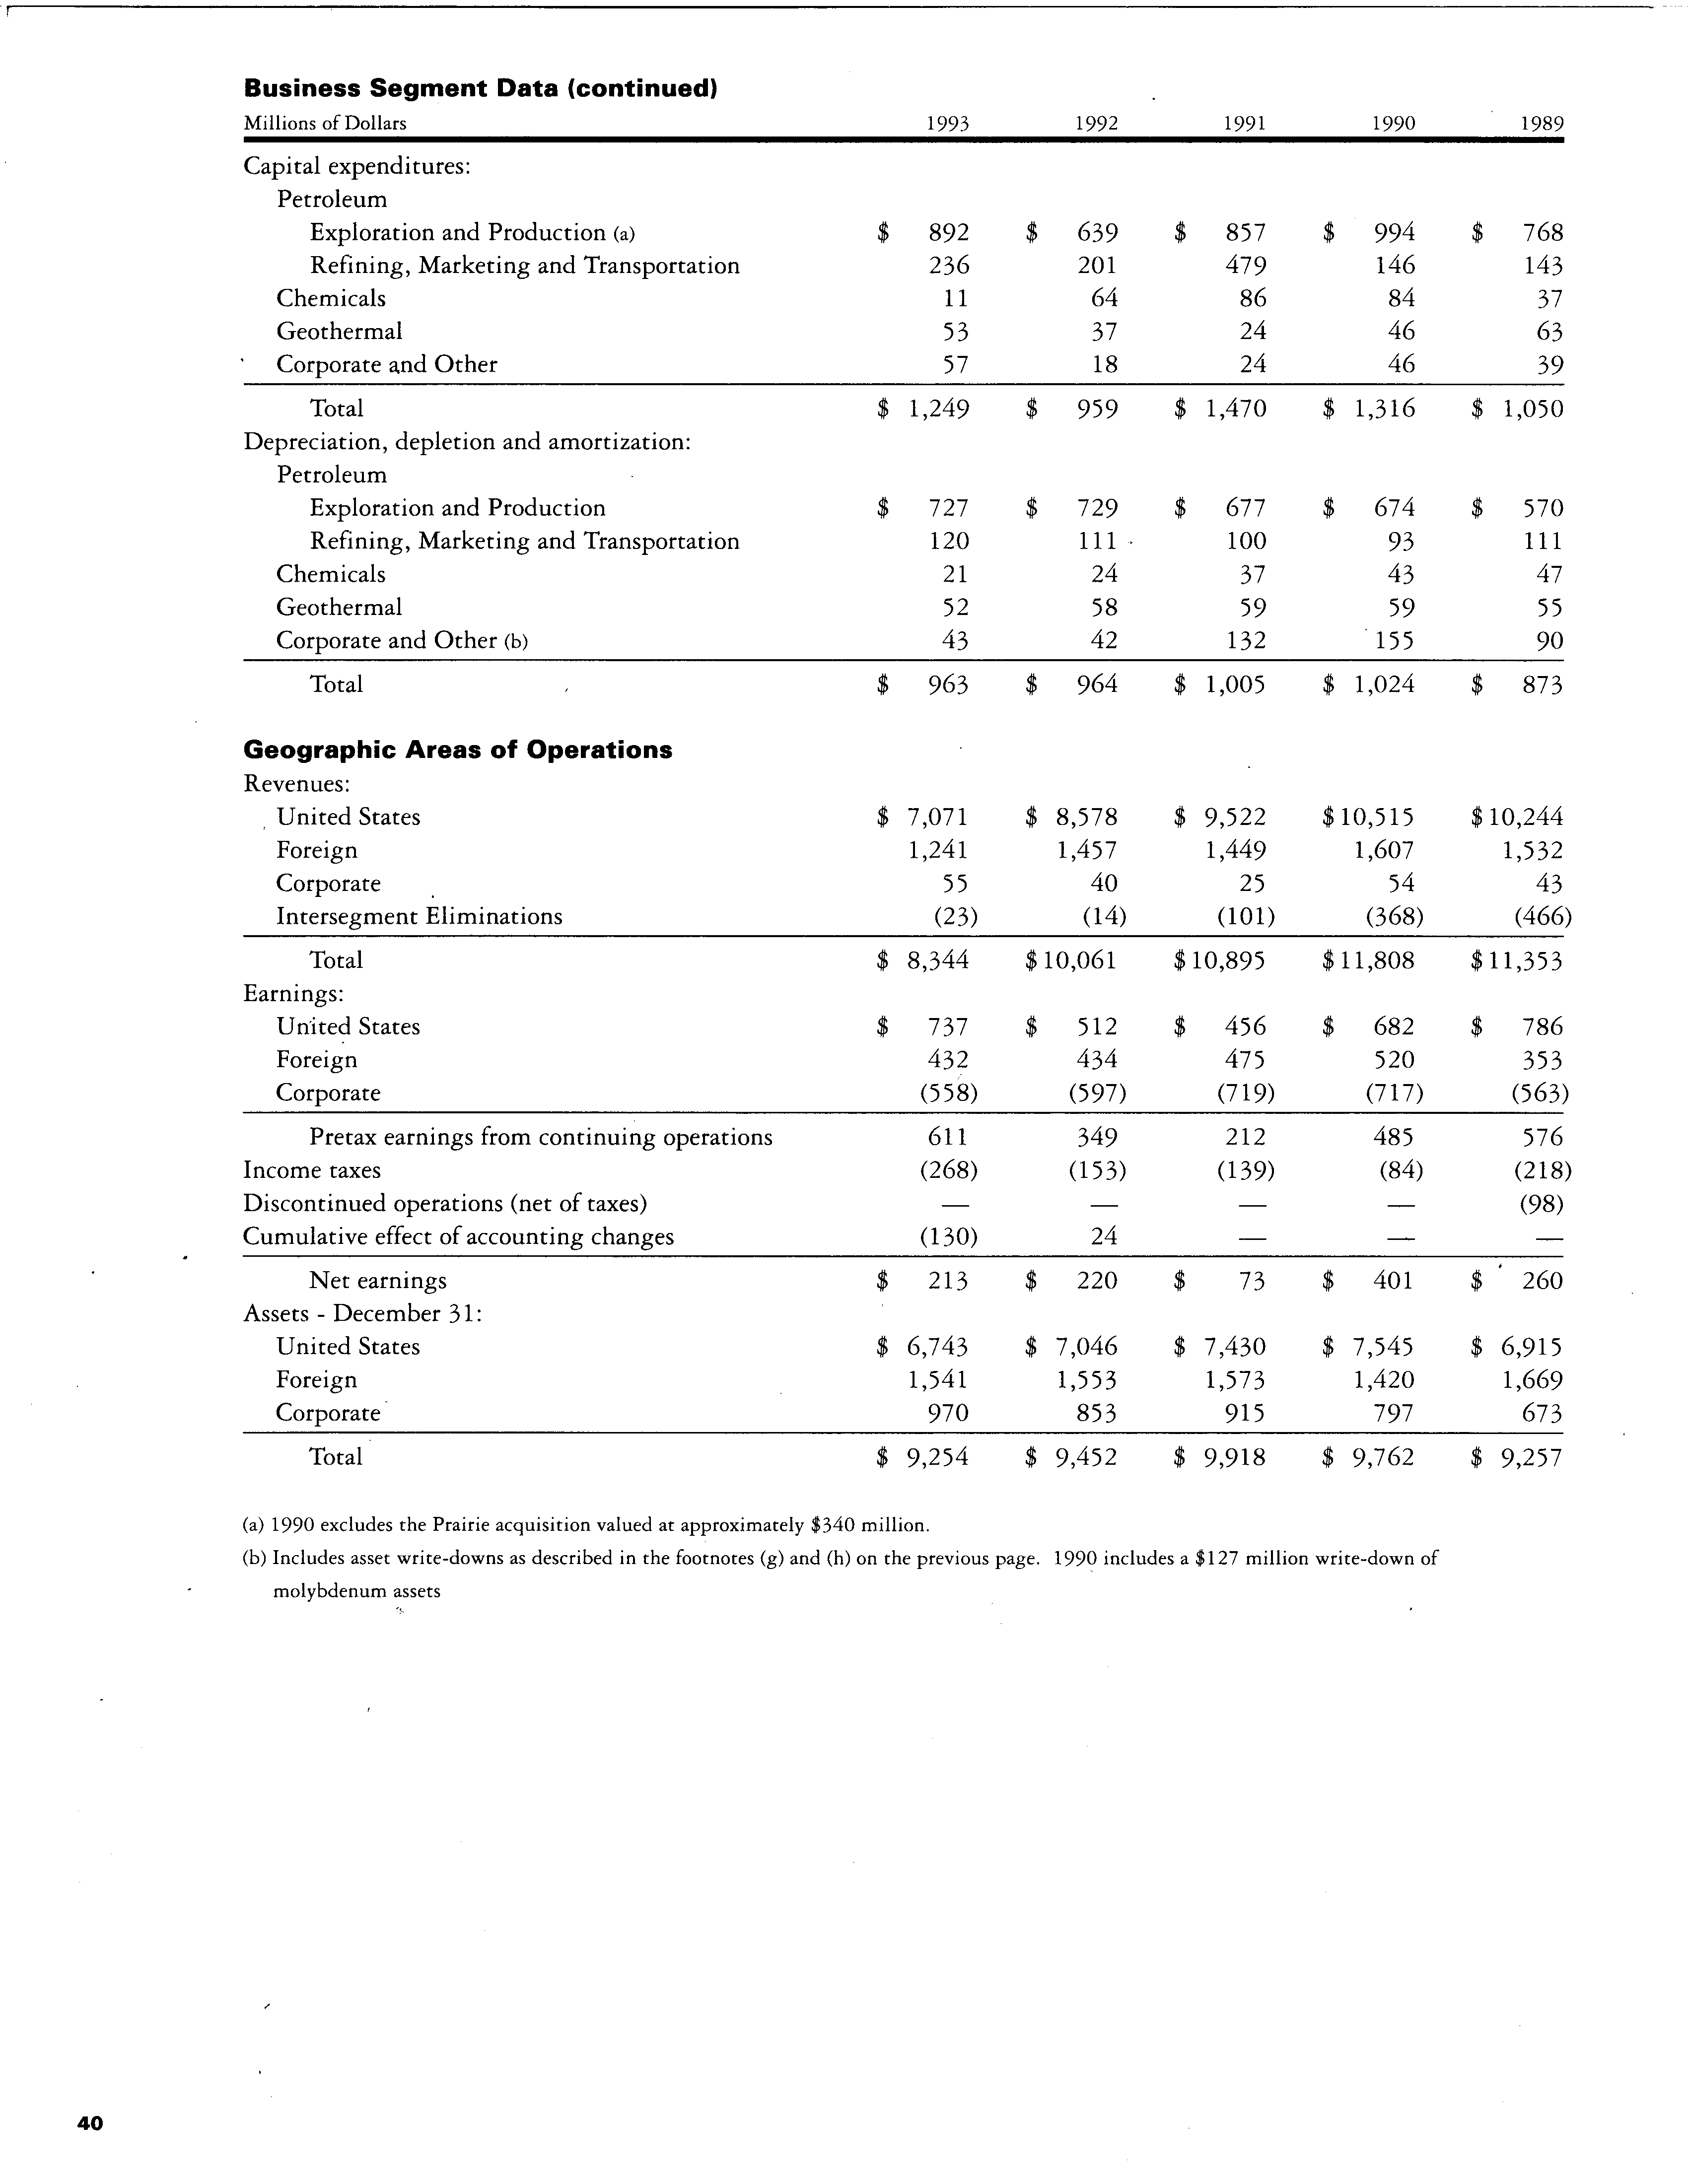 Business Segment Data (continued)
Millions of Dollars 1993 1992 1991 1990 1989
Capital expenditures:
Petroleum
Exploration and Production (a) $ 892 $ 639 $ 857 $ 994 $ 768
Refining, Marketing and Transportation 236 201 479 146 143
Chemicals 11 64 86 84 37
Geothermal 53 37 24 46 63
Corporate and Other 57 18 24 46 39
Total $ 1,249 $ 959 $ 1,470 $ 1,316 $ 1,050
Depreciation, depletion and amortization:
Petroleum
Exploration and Production $ 727 $ 729 $ 677 $ 674 $ 570
Refining, Marketing and Transportation 120 111 100 93 111
Chemicals 21 24 37 43 47
Geothermal 52 58 59 59 55
Corporate and Other (b) 43 42 132 155 90
Total $ 963 $ 964 $ 1,005 $ 1,024 $ 873
Geographic Areas of Operations
Revenues:
United States $ 7,071 $ 8,578 $ 9,522 $10,515 $10,244
Foreign 1,241 1,457 1,449 1,607 1,532
Corporate 55 40 25 54 43
Intersegment Eliminations (23) (14) (101) (368) (466)
Total $ 8,344 $10,061 $10,895 $11,808 $11,353
Earnings:
United States $ 737 $ 512 $ 456 $ 682 $ 786
Foreign 432 434 475 520 353
Corporate (558) (597) (719) (717) (563)
Pretax earnings from continuing operations 611 349 212 485 576
Income taxes (268) (153) (139) (84) (218)
Discontinued operations (net of taxes) — — — — (98)
Cumulative effect of accounting changes (130) 24 — — —
Net earnings $ 213 $ 220 $ 73 $ 401 $ 260
Assets - December 31:
United States $ 6,743 $ 7,046 $ 7,430 $ 7,545 $ 6,915
Foreign 1,541 1,553 1,573 1,420 1,669
Corporate 970 853 915 797 673
Total $ 9,254 $ 9,452 $ 9,918 $ 9,762 $ 9,257
(a) 1990 excludes the Prairie acquisition valued at approximately $340 million.
(b) Includes asset write-downs as described in the footnotes (g) and (h) on the previous page. 1990 includes a $127 million write-down of
molybdenum assets
40